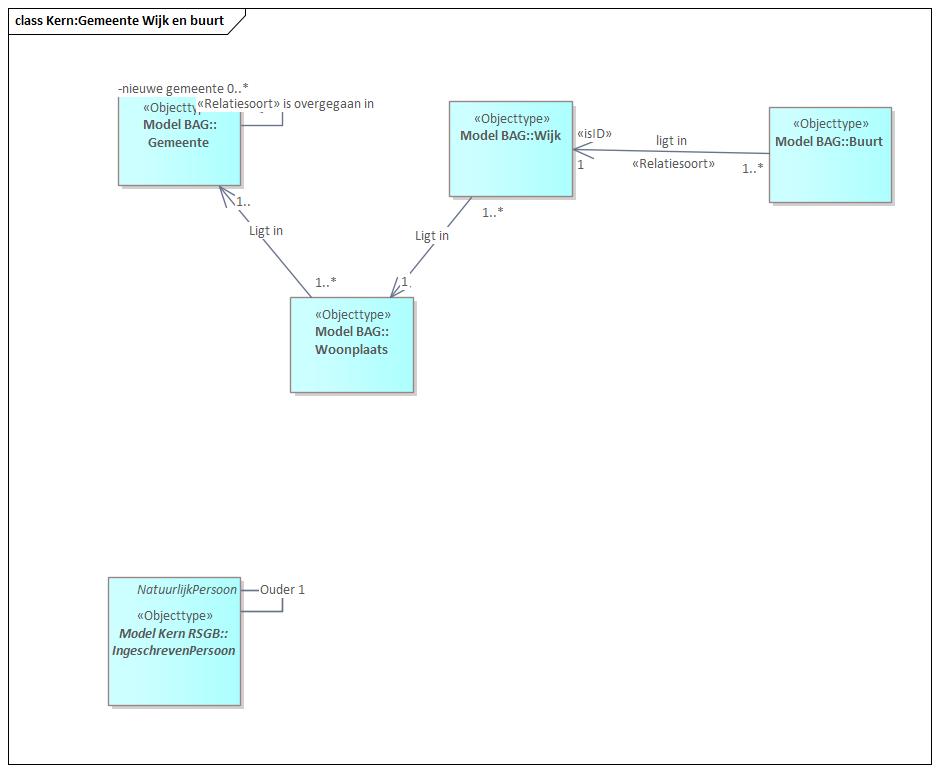 class Kern:Gemeente Wijk en buurt
-nieuwe gemeente 0..*
«Relatiesoort» is overgegaan in
«Objectty
Model BAG::
Gemeente
«Objecttype»
Model BAG::Wijk
«isID»
1
ligt in
«Relatiesoort»
1..*
«Objecttype»
Model BAG::Buurt
1..
Ligt in
1..*
1..*
Ligt in
1.
«Objecttype»
Model BAG::
Woonplaats
NatuurlijkPersoon
Ouder 1
«Objecttype»
Model Kern RSGB::
IngeschrevenPersoon